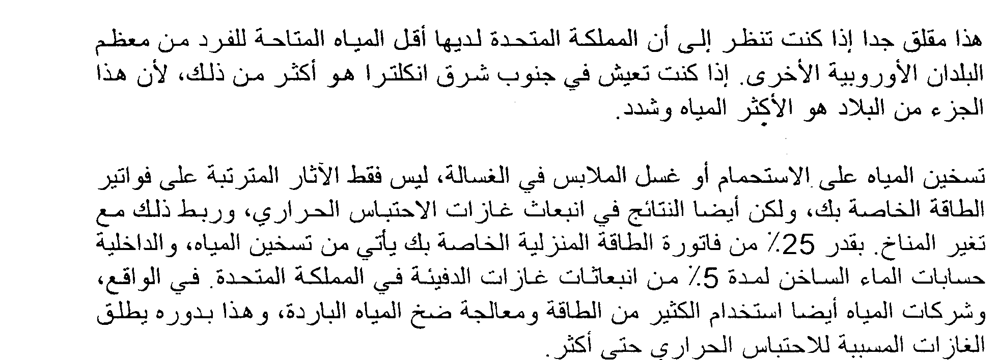 هذا مقلق جدا إذا كنت تنظر إلى أن المملكة المتحدة لديها أقل المياه المتاحة للفرد من معظم
البلدان الأوروبية الأخرى. إذا كنت تعيش في جنوب شرق انكلترا هو أكثر من ذلك، لأن هذا
الجزء من البلاد هو الأكثر المياه وشدد.
تسخين المياه على الاستحمام أو غسل الملابس في الغسالة، ليس فقط الآثار المترتبة على فواتير
الطاقة الخاصة بك، ولكن أيضا النتائج في انبعاث غازات الاحتباس الحراري، وربط ذلك مع
تغير المناخ. بقدر 25٪ من فاتورة الطاقة المنزلية الخاصة بك يأتي من تسخين المياه، والداخلية
حسابات الماء الساخن لمدة 5٪ من انبعاثات غازات الدفيئة في المملكة المتحدة. في الواقع،
وشركات المياه أيضا استخدام الكثير من الطاقة ومعالجة ضخ المياه الباردة، وهذا بدوره يطلق
الغازات المسببة للاحتباس الحراري حتى أكثر.